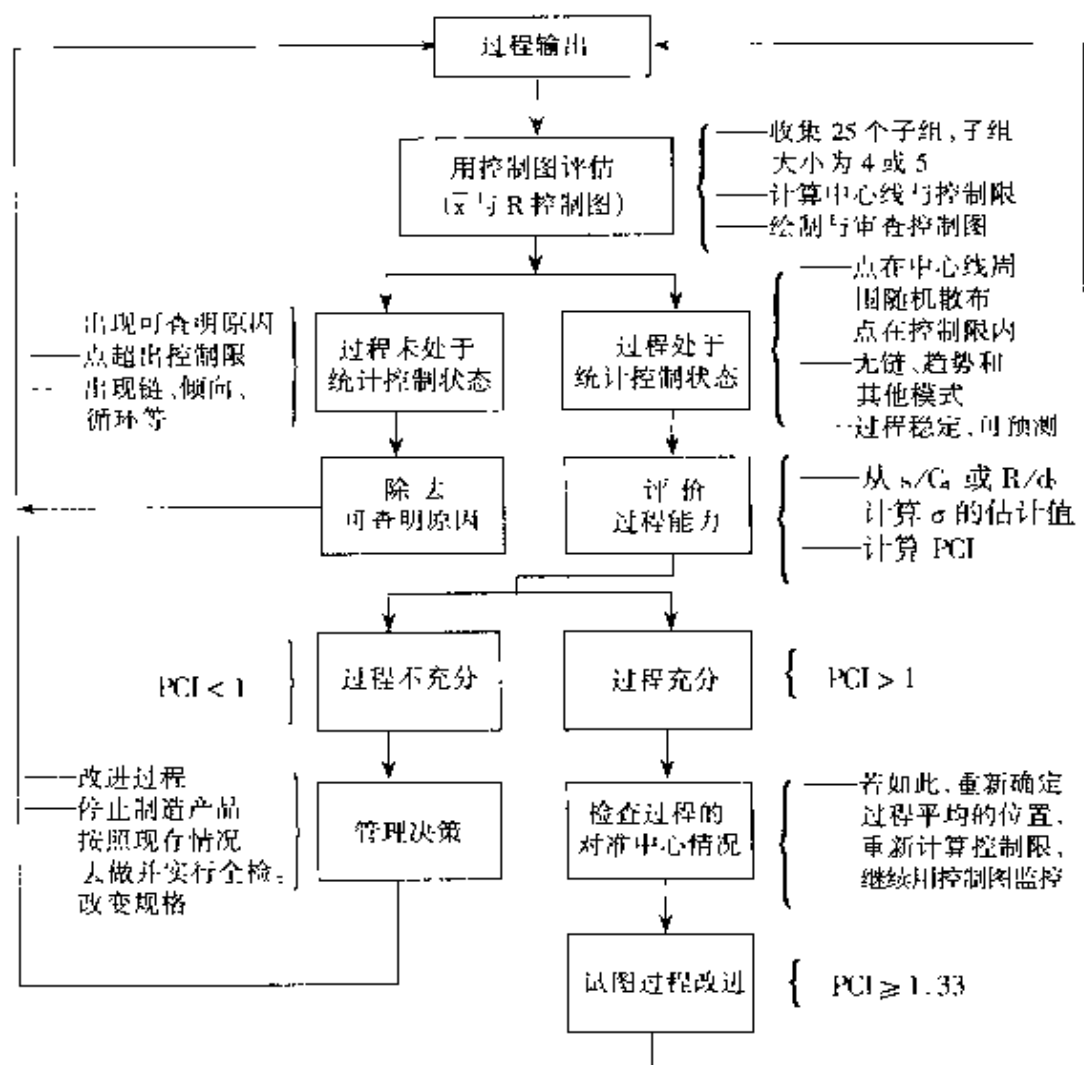 过程输出
用控制图评估
(x̄ 与 R 控制图)
收集 25 个子组,子组
大小为 4 或 5
计算中心线与控制限
绘制与审查控制图
出现可查明原因
点超出控制限
出现链、倾向、
循环等
过程未处于
统计控制状态
过程处于
统计控制状态
点在中心线周
围随机散布
点在控制限内
无链、趋势和
其他模式
过程稳定,可预测
除去
可查明原因
评价
过程能力
从 s/C₄ 或 R/d₂
计算 σ 的估计值
计算 PCI
PCI < 1
过程不充分
过程充分
PCI > 1
改进过程
停止制造产品
按照现存情况
去做并实行全检。
改变规格
管理决策
检查过程的
对准中心情况
若如此,重新确定
过程平均的位置,
重新计算控制限,
继续用控制图监控
试图过程改进
PCI ≥ 1.33